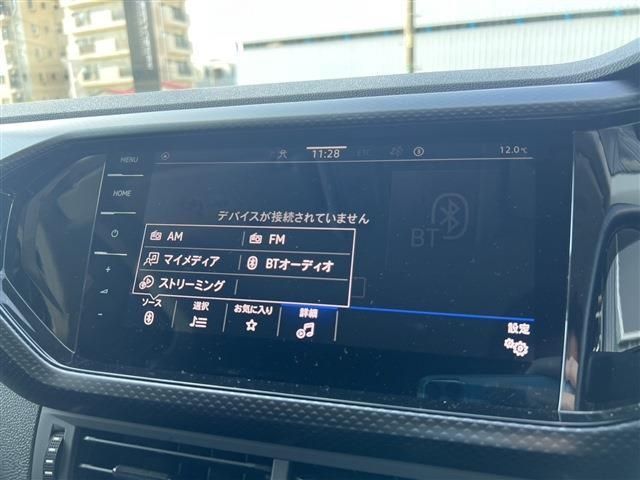 MENU
11:28
ETC
3
12.0℃
HOME
デバイスが接続されていません
BT
AM
FM
マイメディア
BTオーディオ
ストリーミング
+
-
ソース
選択
お気に入り
詳細
設定